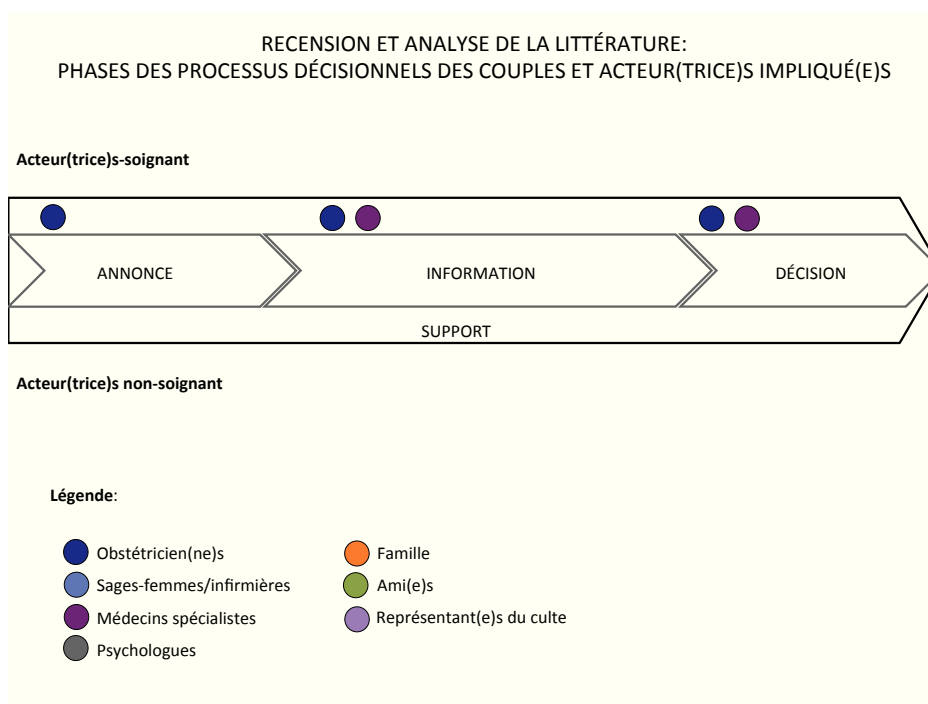 RECENSION ET ANALYSE DE LA LITTÉRATURE:
PHASES DES PROCESSUS DÉCISIONNELS DES COUPLES ET ACTEUR(TRICE)S IMPLIQUÉ(E)S
Acteur(trice)s-soignant
ANNONCE
INFORMATION
DÉCISION
SUPPORT
Acteur(trice)s non-soignant
Légende:
Obstétricien(ne)s
Sages-femmes/infirmières
Médecins spécialistes
Psychologues
Famille
Ami(e)s
Représentant(e)s du culte